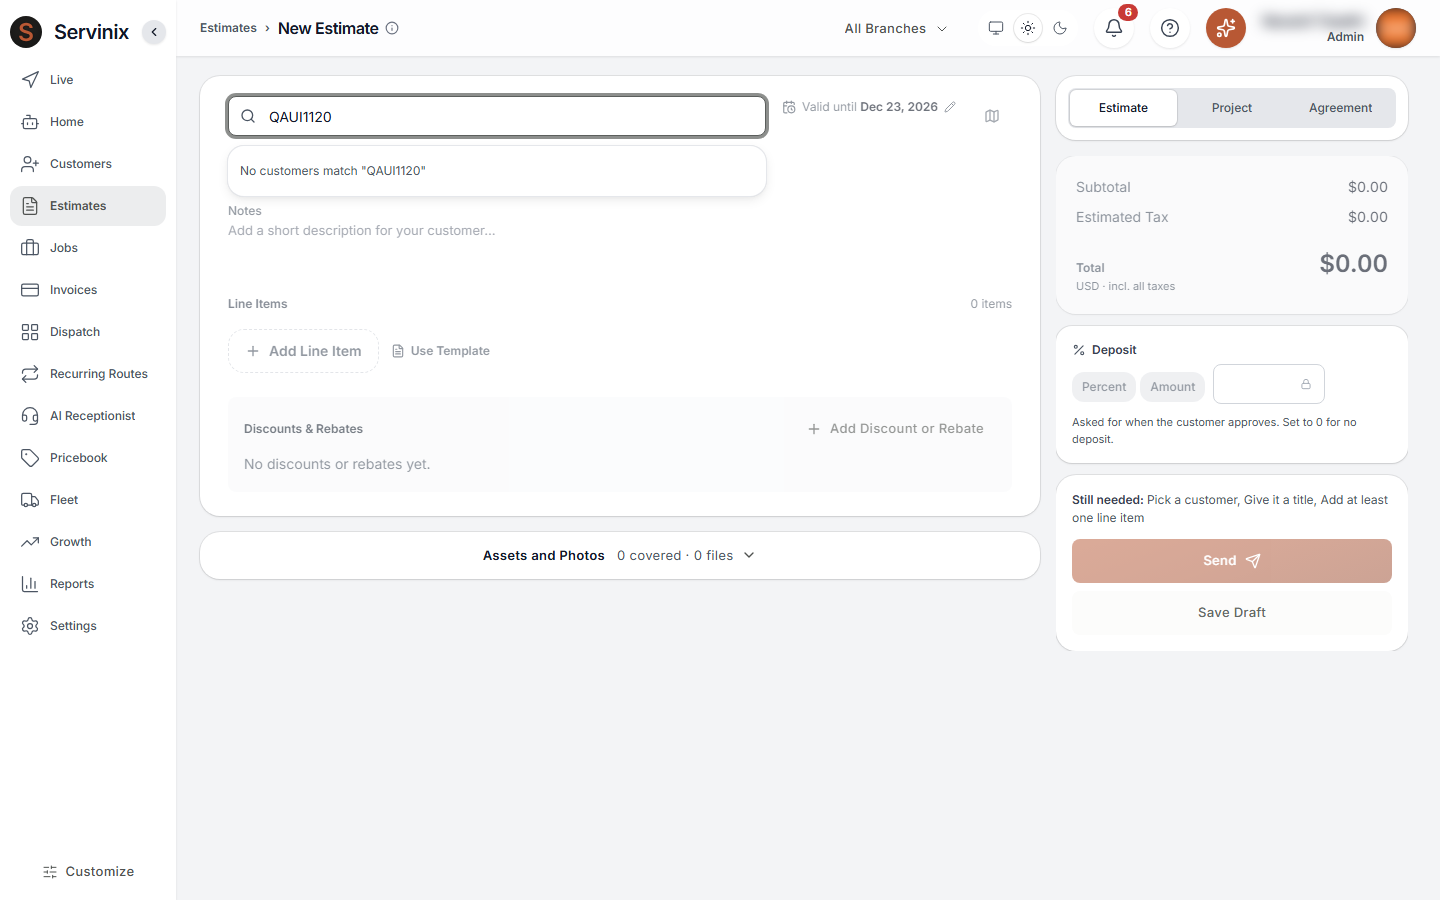 Servinix
Live
Home
Customers
Estimates
Jobs
Invoices
Dispatch
Recurring Routes
AI Receptionist
Pricebook
Fleet
Growth
Reports
Settings
Customize
Estimates › New Estimate
All Branches
6
Admin
QAUI1120
Valid until Dec 23, 2026
No customers match "QAUI1120"
Notes
Add a short description for your customer...
Line Items
0 items
Add Line Item
Use Template
Discounts & Rebates
Add Discount or Rebate
No discounts or rebates yet.
Assets and Photos 0 covered · 0 files
Estimate Project Agreement
Subtotal $0.00
Estimated Tax $0.00
Total $0.00
USD · incl. all taxes
Deposit
Percent Amount
Asked for when the customer approves. Set to 0 for no
deposit.
Still needed: Pick a customer, Give it a title, Add at least
one line item
Send
Save Draft